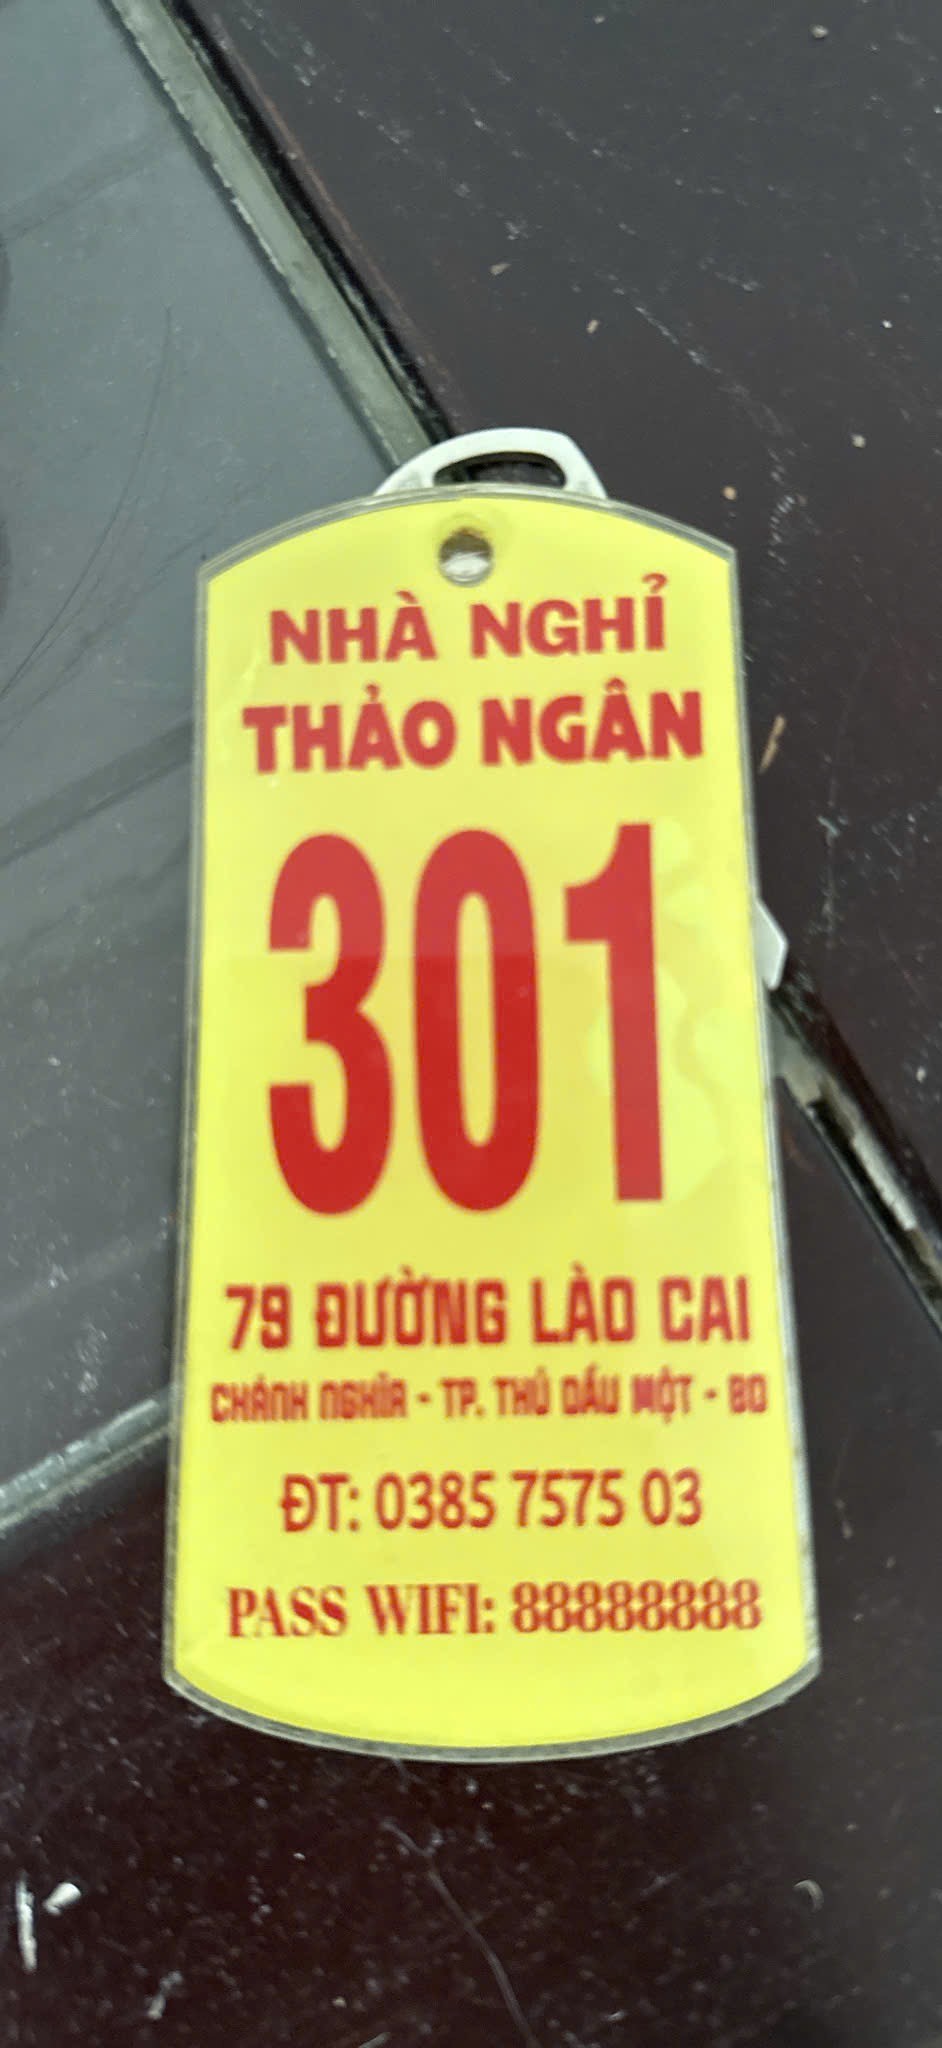 NHÀ NGHỈ
THẢO NGÂN
301
79 ĐƯỜNG LÀO CAI
CHÁNH NGHĨA - TP. THỦ DẦU MỘT - BD
ĐT: 0385 7575 03
PASS WIFI: 88888888